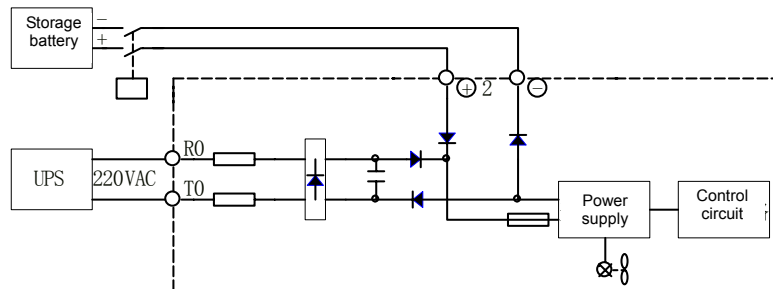 Storage
battery
−
+
⊕ 2
⊖
R0
UPS
220VAC
T0
Power
supply
Control
circuit